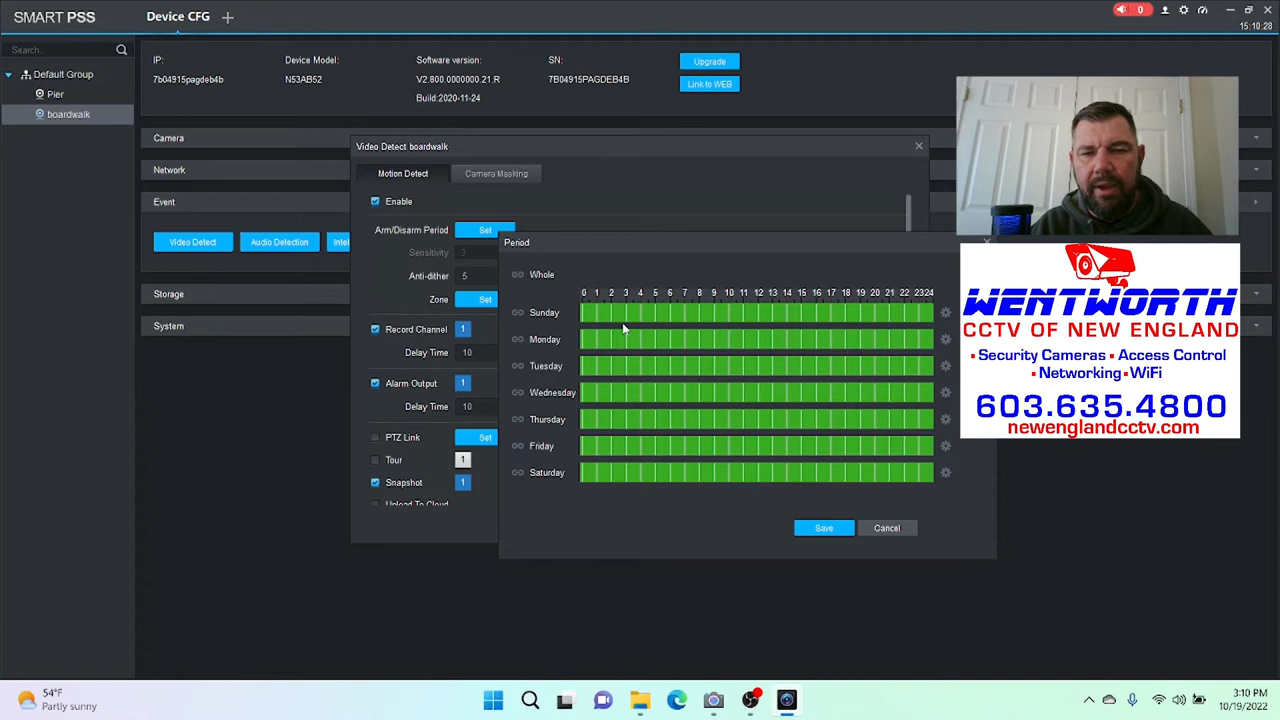 SMART PSS
Device CFG +
0
15:10:28
Search...
Default Group
Pier
boardwalk
IP:
7b04915pagdeb4b
Device Model:
N53AB52
Software version:
V2.800.0000000.21.R
Build:2020-11-24
SN:
7B04915PAGDEB4B
Upgrade
Link to WEB
Camera
Network
Event
Video Detect
Audio Detection
Intel
Storage
System
Video Detect boardwalk
Motion Detect
Camera Masking
Enable
Arm/Disarm Period
Set
Sensitivity
3
Anti-dither
5
Zone
Set
Record Channel
1
Delay Time
10
Alarm Output
1
Delay Time
10
PTZ Link
Set
Tour
1
Snapshot
1
Upload To Cloud
Period
Whole
0 1 2 3 4 5 6 7 8 9 10 11 12 13 14 15 16 17 18 19 20 21 22 23 24
Sunday
Monday
Tuesday
Wednesday
Thursday
Friday
Saturday
Save
Cancel
WENTWORTH
CCTV OF NEW ENGLAND
• Security Cameras • Access Control
• Networking • WiFi
603.635.4800
newenglandcctv.com
54°F
Partly sunny
3:10 PM
10/19/2022